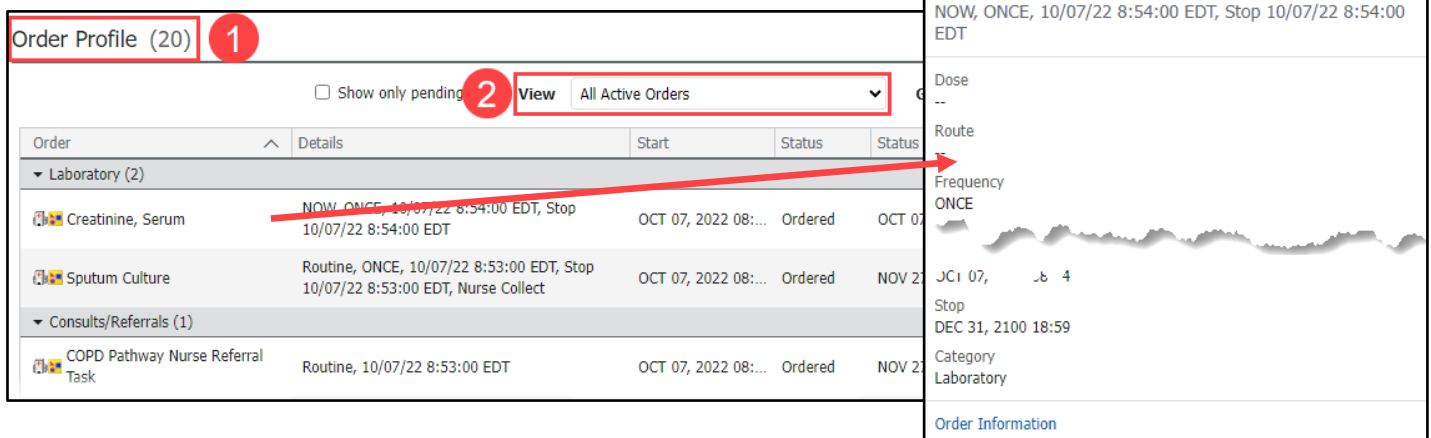 Order Profile (20)
1
Show only pending
2
View All Active Orders
Order Details Start Status Status
Laboratory (2)
Creatinine, Serum
NOW, ONCE, 10/07/22 8:54:00 EDT, Stop
10/07/22 8:54:00 EDT
OCT 07, 2022 08:... Ordered OCT 07
Sputum Culture
Routine, ONCE, 10/07/22 8:53:00 EDT, Stop
10/07/22 8:53:00 EDT, Nurse Collect
OCT 07, 2022 08:... Ordered NOV 2
Consults/Referrals (1)
COPD Pathway Nurse Referral
Task
Routine, 10/07/22 8:53:00 EDT
OCT 07, 2022 08:... Ordered NOV 2
NOW, ONCE, 10/07/22 8:54:00 EDT, Stop 10/07/22 8:54:00
EDT
Dose
--
Route
--
Frequency
ONCE
OCT 07,
Stop
DEC 31, 2100 18:59
Category
Laboratory
Order Information